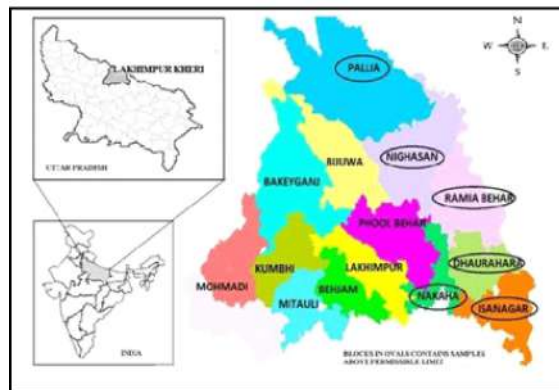 N
W E
S
LAKHIMPUR KHERI
UTTAR PRADESH
INDIA
PALLIA
BIJUWA
NIGHASAN
BAKEYGANJ
RAMIA BEHAR
PHOOL BEHAR
DHAURAHARA
MOHMADI
KUMBHI
LAKHIMPUR
MITAULI
BEHJAM
NAKAHA
ISANAGAR
BLOCKS IN OVALS CONTAINS SAMPLES
ABOVE PERMISSIBLE LIMIT